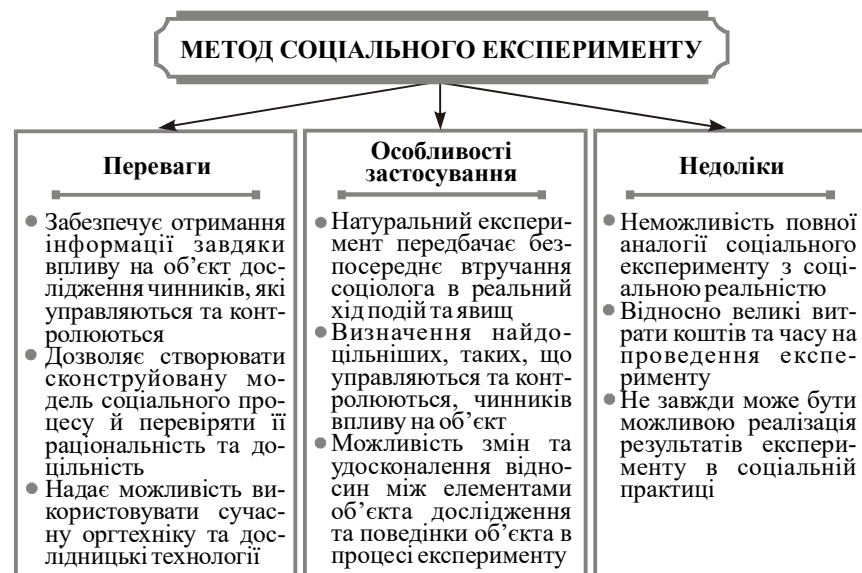 МЕТОД СОЦІАЛЬНОГО ЕКСПЕРИМЕНТУ
Переваги
● Забезпечує отримання
інформації завдяки
впливу на об’єкт дос-
лідження чинників, які
управляються та конт-
ролюються
● Дозволяє створювати
сконструйовану мо-
дель соціального про-
цесу й перевіряти її
раціональність та до-
цільність
● Надає можливість ви-
користовувати сучас-
ну оргтехніку та дос-
лідницькі технології
Особливості
застосування
● Натуральний експери-
мент передбачає без-
посереднє втручання
соціолога в реальний
хід подій та явищ
● Визначення найдо-
цільніших, таких, що
управляються та конт-
ролюються, чинників
впливу на об’єкт
● Можливість змін та
удосконалення відно-
син між елементами
об’єкта дослідження
та поведінки об’єкта в
процесі експерименту
Недоліки
● Неможливість повної
аналогії соціального
експерименту з соці-
альною реальністю
● Відносно великі вит-
рати коштів та часу на
проведення експе-
рименту
● Не завжди може бути
можливою реалізація
результатів експери-
менту в соціальній
практиці